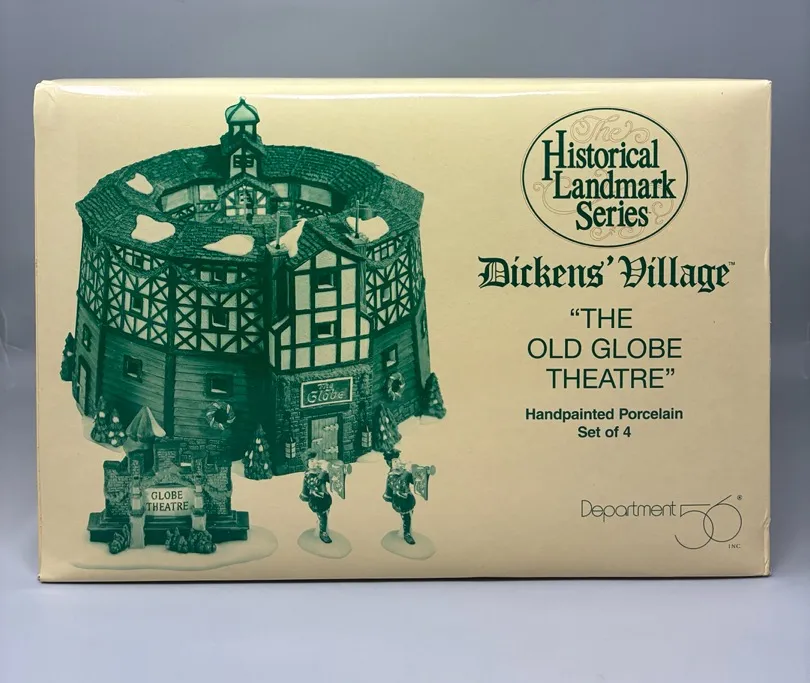 The
Historical
Landmark
Series
Dickens' Village™
“THE
OLD GLOBE
THEATRE”
Handpainted Porcelain
Set of 4
Department 56®
INC.
The
Globe
GLOBE
THEATRE